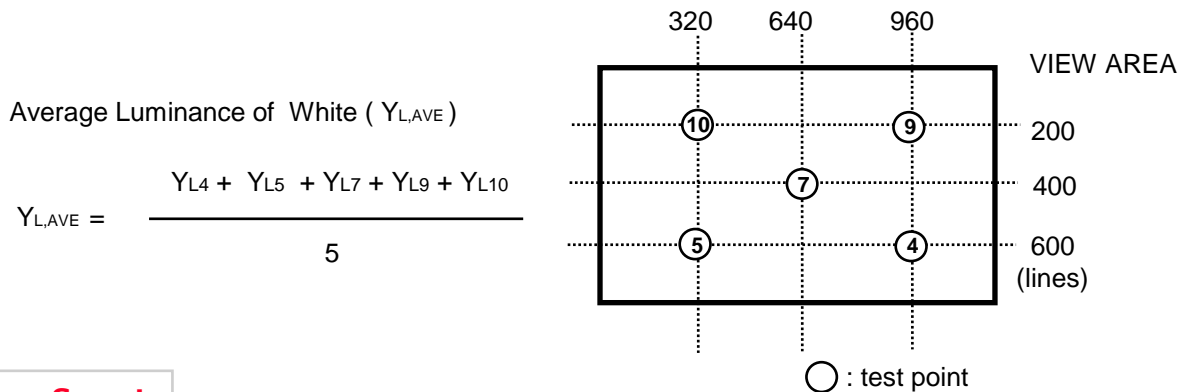 320 640 960
VIEW AREA
Average Luminance of White ( YL,AVE )
10 9 200
YL4 + YL5 + YL7 + YL9 + YL10
7 400
YL,AVE =
5
5 4 600
(lines)
: test point